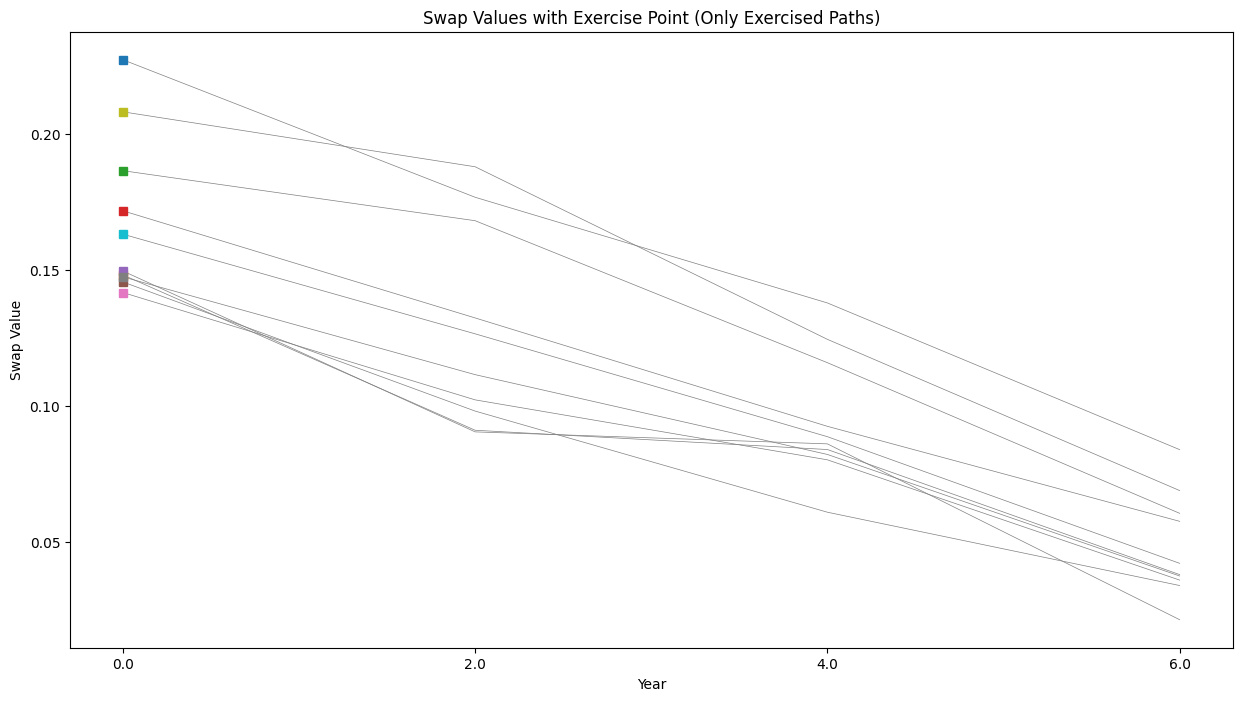 Swap Values with Exercise Point (Only Exercised Paths)
Swap Value
0.20
0.15
0.10
0.05
0.0 2.0 4.0 6.0
Year